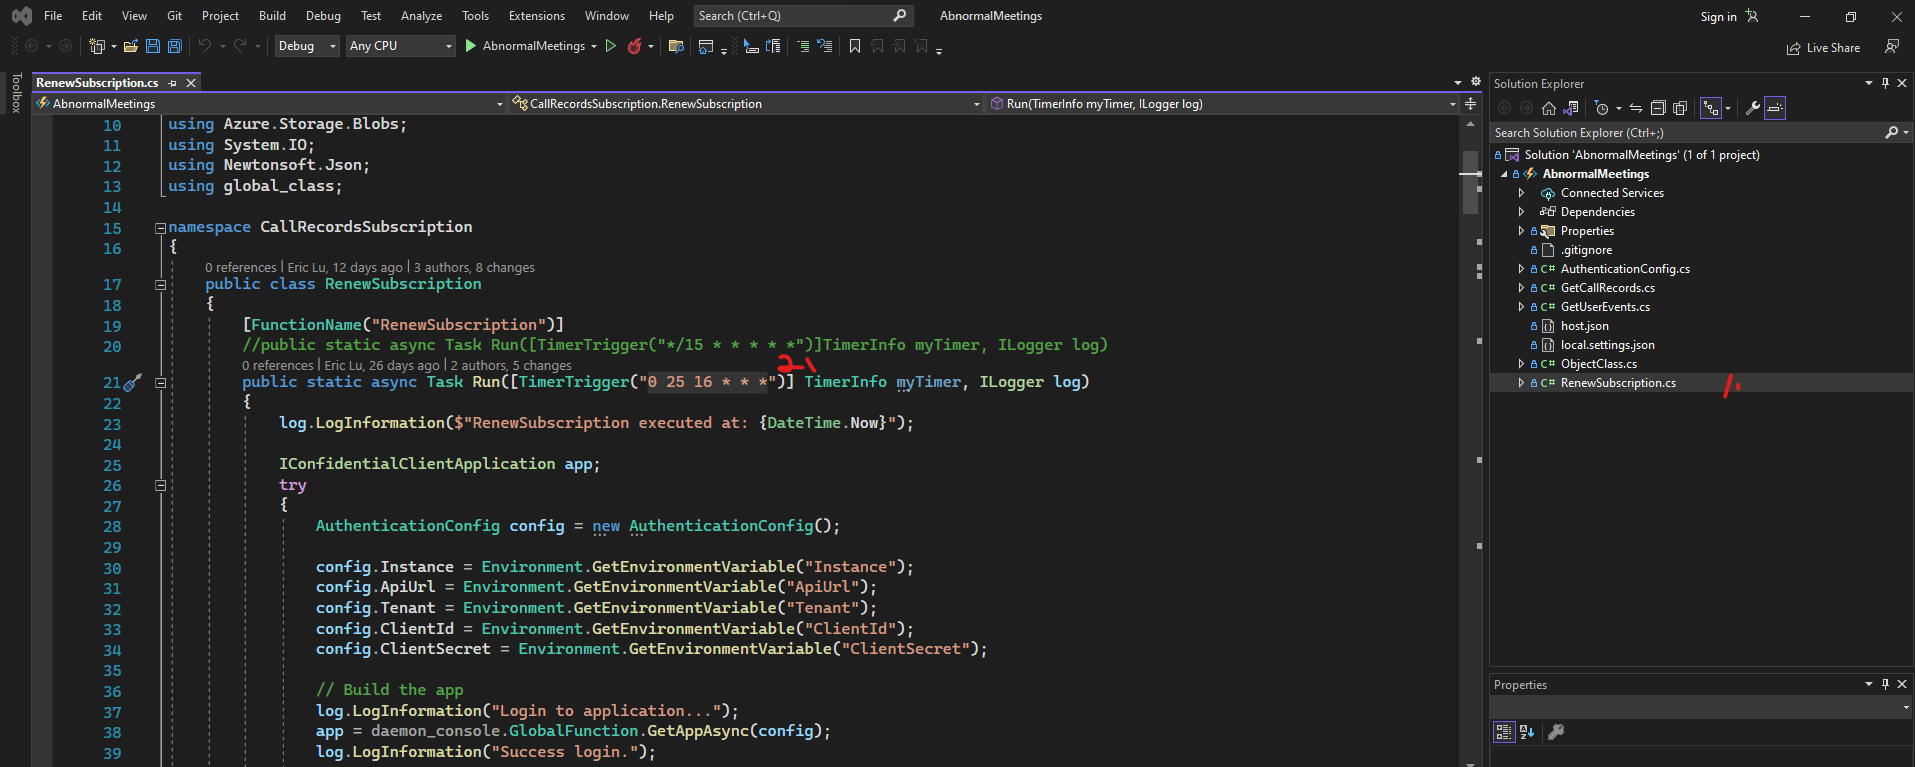 File Edit View Git Project Build Debug Test Analyze Tools Extensions Window Help Search (Ctrl+Q) AbnormalMeetings Sign in
Debug Any CPU AbnormalMeetings Live Share
Toolbox
RenewSubscription.cs
AbnormalMeetings CallRecordsSubscription.RenewSubscription Run(TimerInfo myTimer, ILogger log)
10 using Azure.Storage.Blobs;
11 using System.IO;
12 using Newtonsoft.Json;
13 using global_class;
14
15 namespace CallRecordsSubscription
16 {
0 references | Eric Lu, 12 days ago | 3 authors, 8 changes
17 public class RenewSubscription
18 {
19 [FunctionName("RenewSubscription")]
20 //public static async Task Run([TimerTrigger("*/15 * * * * *")]TimerInfo myTimer, ILogger log)
0 references | Eric Lu, 26 days ago | 2 authors, 5 changes
2.
21 public static async Task Run([TimerTrigger("0 25 16 * * *")] TimerInfo myTimer, ILogger log)
22 {
23 log.LogInformation($"RenewSubscription executed at: {DateTime.Now}");
24
25 IConfidentialClientApplication app;
26 try
27 {
28 AuthenticationConfig config = new AuthenticationConfig();
29
30 config.Instance = Environment.GetEnvironmentVariable("Instance");
31 config.ApiUrl = Environment.GetEnvironmentVariable("ApiUrl");
32 config.Tenant = Environment.GetEnvironmentVariable("Tenant");
33 config.ClientId = Environment.GetEnvironmentVariable("ClientId");
34 config.ClientSecret = Environment.GetEnvironmentVariable("ClientSecret");
35
36 // Build the app
37 log.LogInformation("Login to application...");
38 app = daemon_console.GlobalFunction.GetAppAsync(config);
39 log.LogInformation("Success login.");
Solution Explorer
Search Solution Explorer (Ctrl+;)
Solution 'AbnormalMeetings' (1 of 1 project)
AbnormalMeetings
Connected Services
Dependencies
Properties
.gitignore
C# AuthenticationConfig.cs
C# GetCallRecords.cs
C# GetUserEvents.cs
host.json
local.settings.json
C# ObjectClass.cs
C# RenewSubscription.cs 1.
Properties